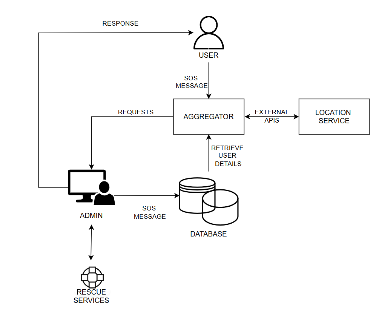 RESPONSE
USER
SOS
MESSAGE
REQUESTS
AGGREGATOR
EXTERNAL
APIS
LOCATION
SERVICE
RETRIEVE
USER
DETAILS
ADMIN
SOS
MESSAGE
DATABASE
RESCUE
SERVICES